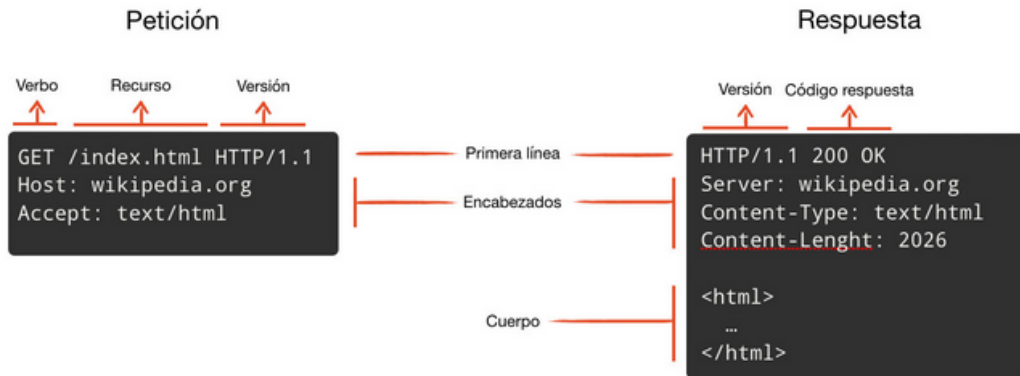 Petición
Respuesta
Verbo
Recurso
Versión
GET /index.html HTTP/1.1
Host: wikipedia.org
Accept: text/html
Primera línea
Encabezados
Cuerpo
Versión
Código respuesta
HTTP/1.1 200 OK
Server: wikipedia.org
Content-Type: text/html
Content-Lenght: 2026
<html>
…
</html>